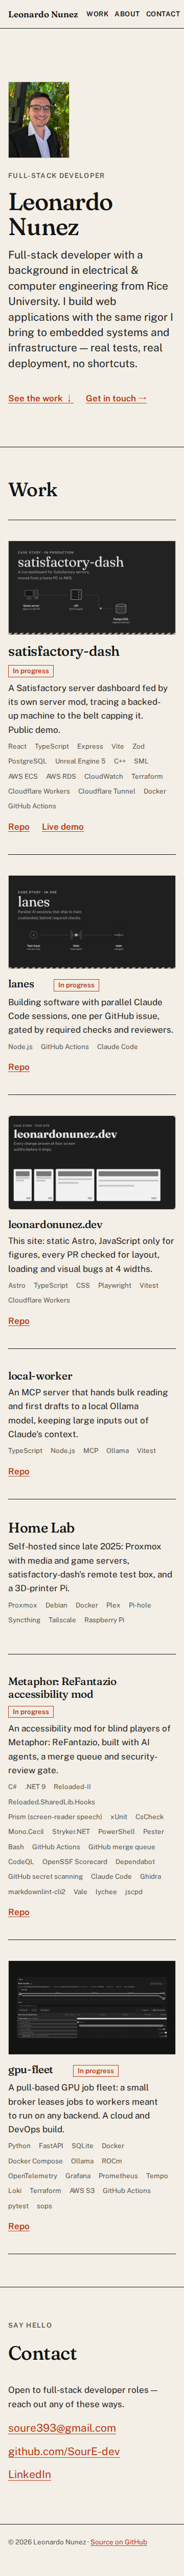 Leonardo Nunez WORK ABOUT CONTACT
FULL-STACK DEVELOPER
Leonardo
Nunez
Full-stack developer with a
background in electrical &
computer engineering from Rice
University. I build web
applications with the same rigor I
bring to embedded systems and
infrastructure — real tests, real
deployment, no shortcuts.
See the work ↓ Get in touch →
Work
CASE STUDY · IN PRODUCTION
satisfactory-dash
satisfactory-dash
In progress
A Satisfactory server dashboard fed by
its own server mod, tracing a backed-
up machine to the belt capping it.
Public demo.
React TypeScript Express Vite Zod
PostgreSQL Unreal Engine 5 C++ SML
AWS ECS AWS RDS CloudWatch Terraform
Cloudflare Workers Cloudflare Tunnel Docker
GitHub Actions
Repo Live demo
CASE STUDY · IN USE
lanes
lanes In progress
Building software with parallel Claude
Code sessions, one per GitHub issue,
gated by required checks and reviewers.
Node.js GitHub Actions Claude Code
Repo
CASE STUDY · THIS SITE
leonardonunez.dev
leonardonunez.dev
This site: static Astro, JavaScript only for
figures, every PR checked for layout,
loading and visual bugs at 4 widths.
Astro TypeScript CSS Playwright Vitest
Cloudflare Workers
Repo
local-worker
An MCP server that hands bulk reading
and first drafts to a local Ollama
model, keeping large inputs out of
Claude's context.
TypeScript Node.js MCP Ollama Vitest
Repo
Home Lab
Self-hosted since late 2025: Proxmox
with media and game servers,
satisfactory-dash's remote test box, and
a 3D-printer Pi.
Proxmox Debian Docker Plex Pi-hole
Syncthing Tailscale Raspberry Pi
Metaphor: ReFantazio
accessibility mod
In progress
An accessibility mod for blind players of
Metaphor: ReFantazio, built with AI
agents, a merge queue and security-
review gate.
C# .NET 9 Reloaded-II
Reloaded.SharedLib.Hooks
Prism (screen-reader speech) xUnit CsCheck
Mono.Cecil Stryker.NET PowerShell Pester
Bash GitHub Actions GitHub merge queue
CodeQL OpenSSF Scorecard Dependabot
GitHub secret scanning Claude Code Ghidra
markdownlint-cli2 Vale lychee jscpd
Repo
gpu-fleet In progress
A pull-based GPU job fleet: a small
broker leases jobs to workers meant
to run on any backend. A cloud and
DevOps build.
Python FastAPI SQLite Docker
Docker Compose Ollama ROCm
OpenTelemetry Grafana Prometheus Tempo
Loki Terraform AWS S3 GitHub Actions
pytest sops
Repo
SAY HELLO
Contact
Open to full-stack developer roles —
reach out any of these ways.
soure393@gmail.com
github.com/SourE-dev
LinkedIn
© 2026 Leonardo Nunez · Source on GitHub